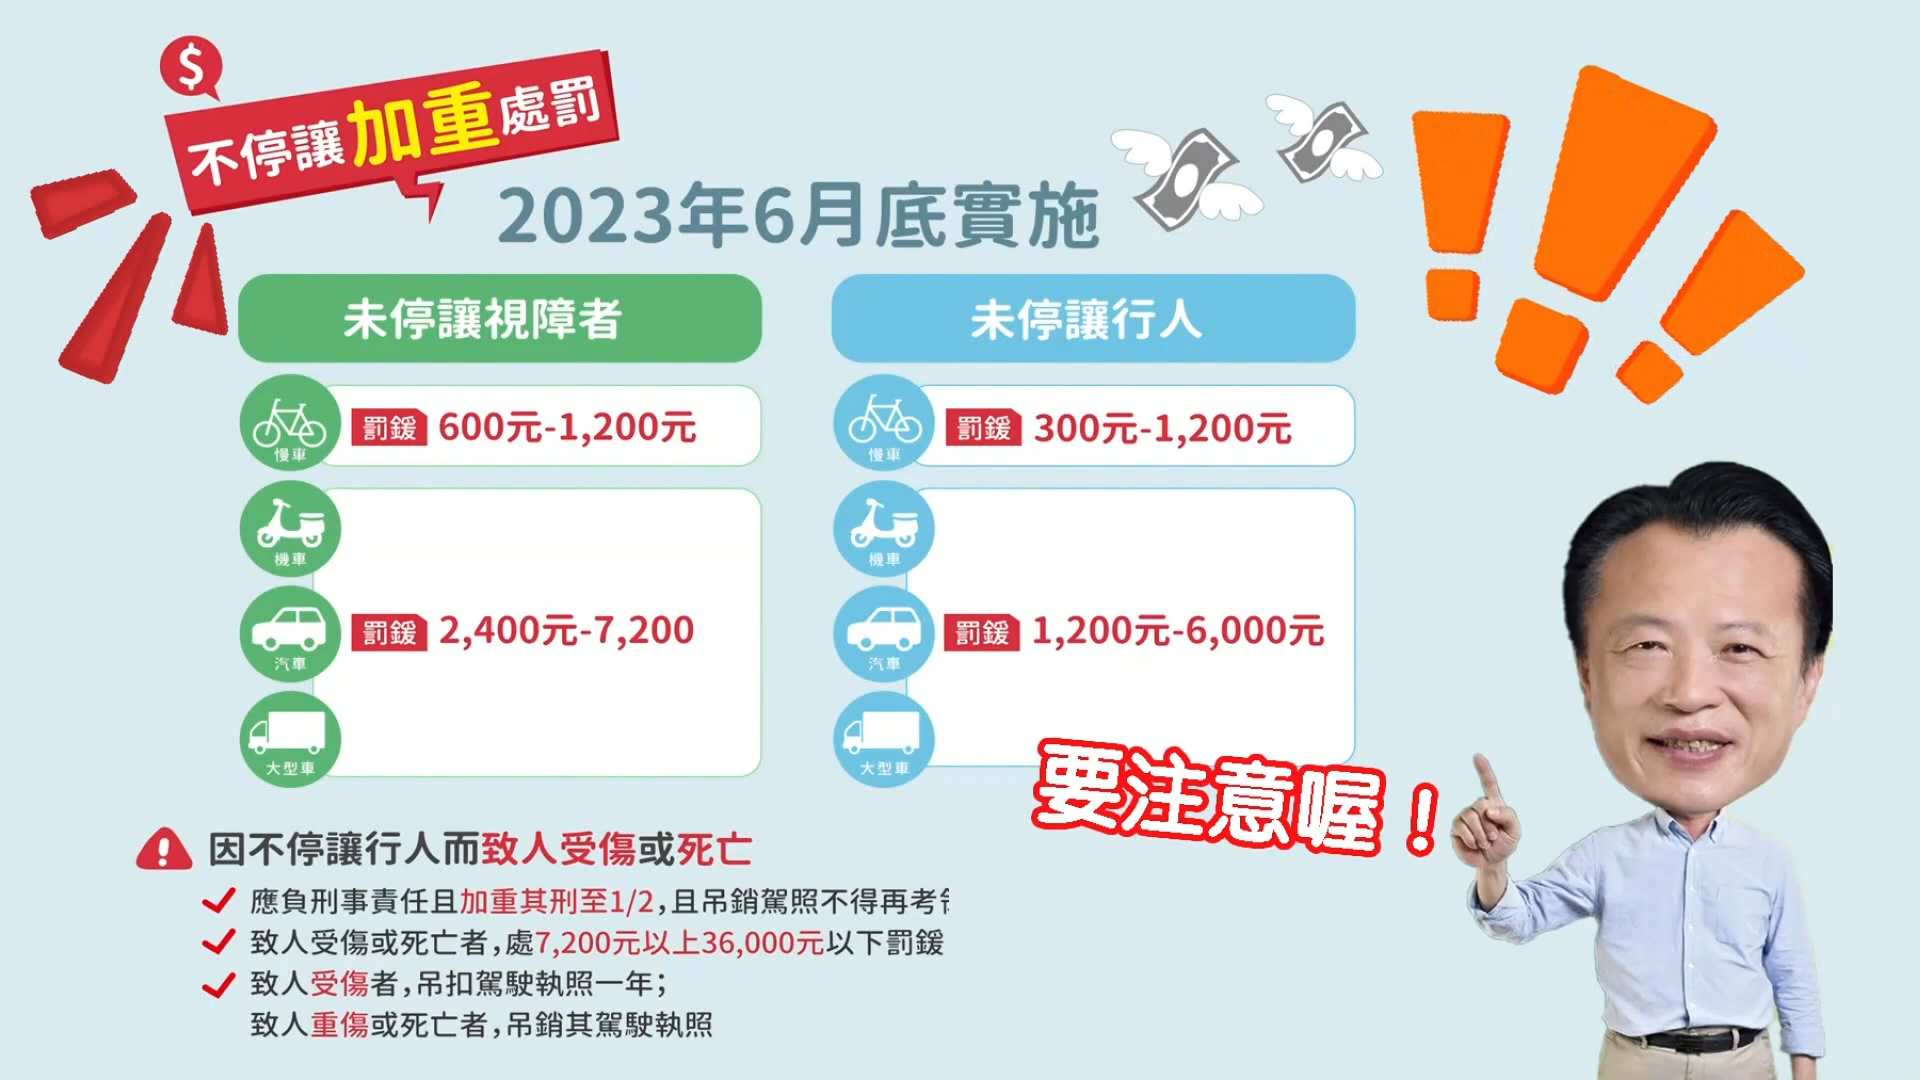 $
不停讓加重處罰
2023年6月底實施
未停讓視障者
慢車
罰鍰 600元-1,200元
機車
汽車
罰鍰 2,400元-7,200
大型車
未停讓行人
慢車
罰鍰 300元-1,200元
機車
汽車
罰鍰 1,200元-6,000元
大型車
要注意喔！
因不停讓行人而致人受傷或死亡
應負刑事責任且加重其刑至1/2，且吊銷駕照不得再考
致人受傷或死亡者，處7,200元以上36,000元以下罰鍰
致人受傷者，吊扣駕駛執照一年；
致人重傷或死亡者，吊銷其駕駛執照